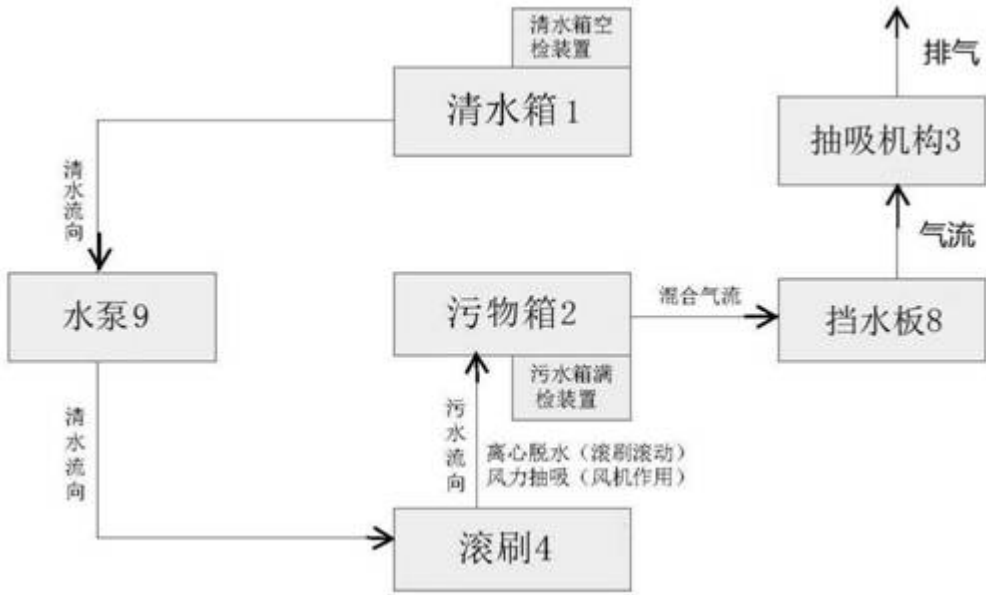 清水箱空
检装置
清水箱1
排气
抽吸机构3
清水流向
气流
水泵9
污物箱2
混合气流
挡水板8
污水箱满
检装置
清水流向
污水流向
离心脱水（滚刷滚动）
风力抽吸（风机作用）
滚刷4